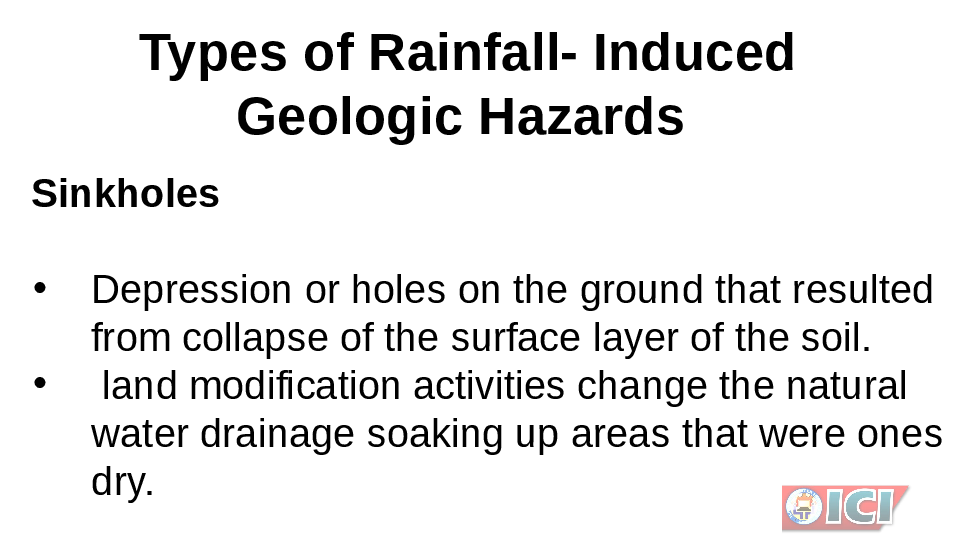 Types of Rainfall- Induced
Geologic Hazards
Sinkholes
• Depression or holes on the ground that resulted
from collapse of the surface layer of the soil.
• land modification activities change the natural
water drainage soaking up areas that were ones
dry.
ICI